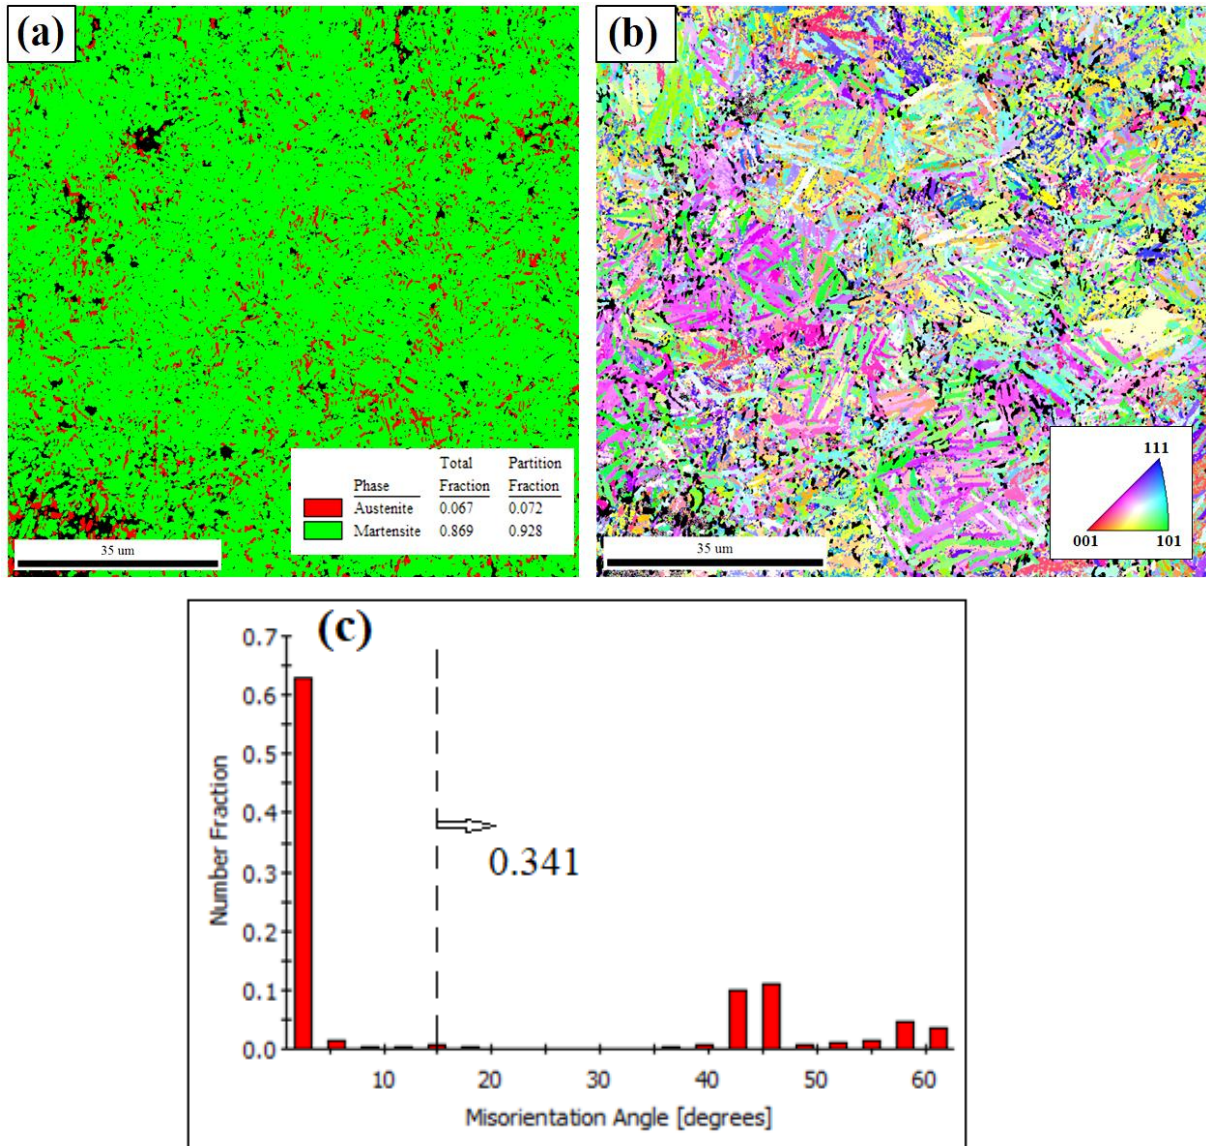 (a)
Total Partition
Phase Fraction Fraction
Austenite 0.067 0.072
Martensite 0.869 0.928
35 um
(b)
111
001 101
35 um
(c)
0.7
0.6
0.5
0.4
0.3
0.2
0.1
0.0
Number Fraction
0.341
10 20 30 40 50 60
Misorientation Angle [degrees]